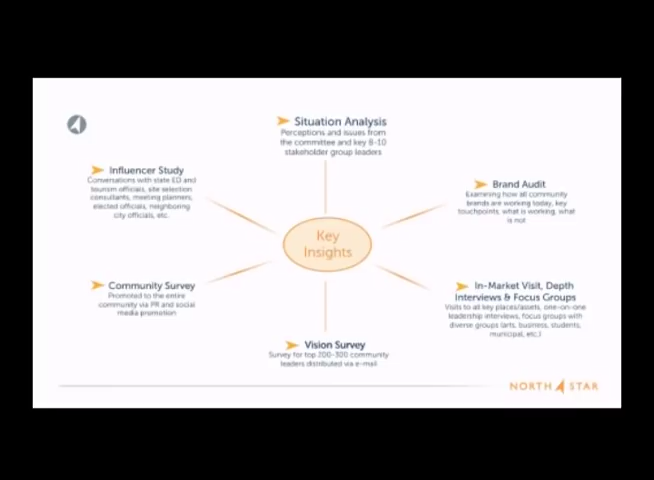 Situation Analysis
Perceptions and issues from
the committee and key 8-10
stakeholder group leaders
Influencer Study
Conversations with state ED and
tourism officials, site selection
consultants, meeting planners,
elected officials, neighboring
city officials, etc.
Brand Audit
Examining how all community
brands are working today, key
touchpoints, what is working, what
is not
Key
Insights
Community Survey
Promoted to the entire
community via PR and social
media promotion
In-Market Visit, Depth
Interviews & Focus Groups
Visits to all key places/assets, one-on-one
leadership interviews, focus groups with
diverse groups (arts, business, students,
municipal, etc.)
Vision Survey
Survey for top 200-300 community
leaders distributed via e-mail
NORTH STAR